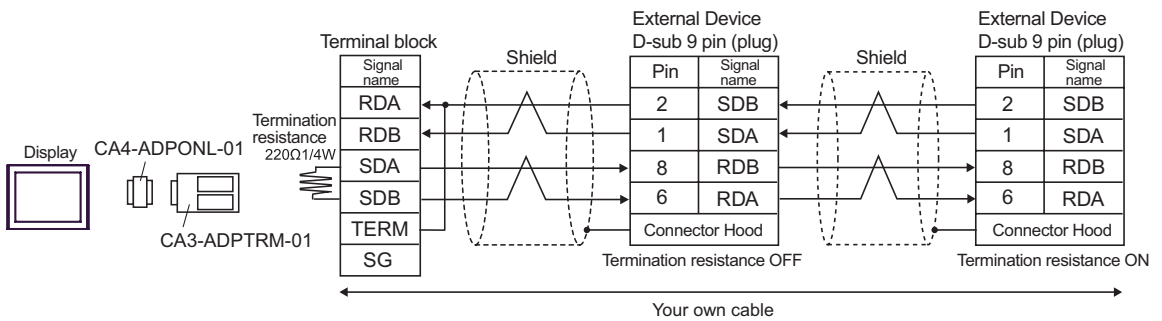 Display
CA4-ADPONL-01
CA3-ADPTRM-01
Termination
resistance
220Ω1/4W
Terminal block
Signal
name
RDA
RDB
SDA
SDB
TERM
SG
Shield
External Device
D-sub 9 pin (plug)
Pin Signal
name
2 SDB
1 SDA
8 RDB
6 RDA
Connector Hood
Termination resistance OFF
Shield
External Device
D-sub 9 pin (plug)
Pin Signal
name
2 SDB
1 SDA
8 RDB
6 RDA
Connector Hood
Termination resistance ON
Your own cable